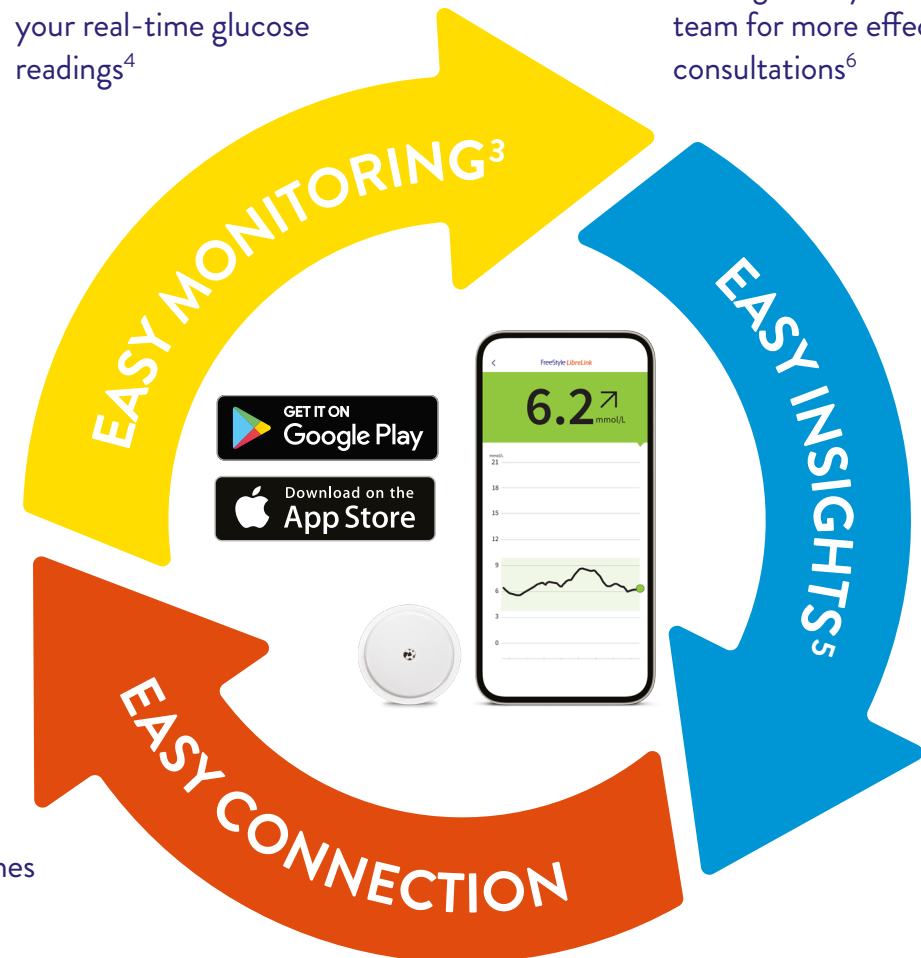 your real-time glucose
readings⁴
team for more
consultations⁶
EASY MONITORING³
EASY INSIGHTS⁵
EASY CONNECTION
GET IT ON
Google Play
Download on the
App Store
FreeStyle LibreLink
6.2
mmol/L
mmol/L
21
18
15
12
9
6
3
0